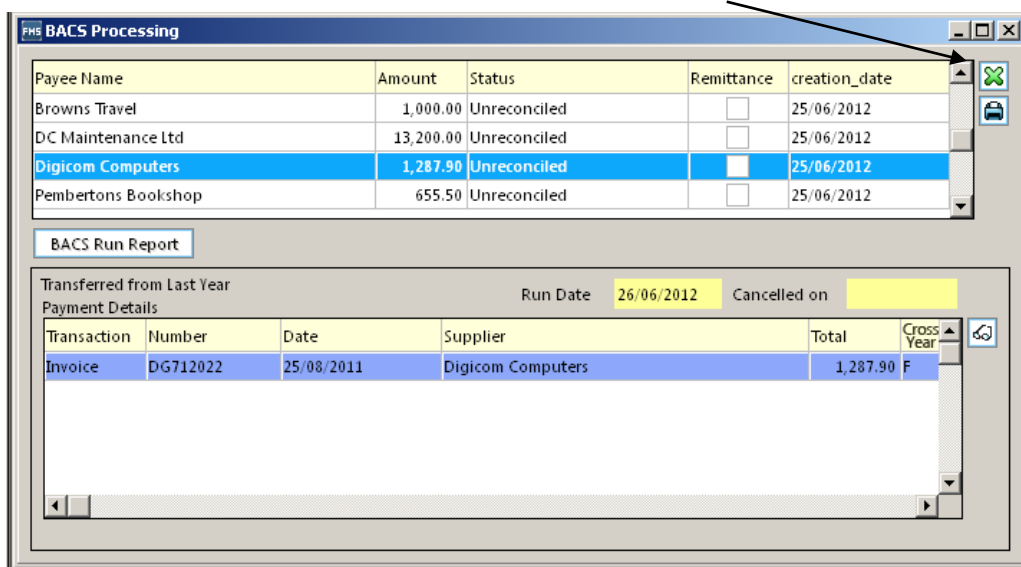 FMS BACS Processing
Payee Name Amount Status Remittance creation_date
Browns Travel 1,000.00 Unreconciled 25/06/2012
DC Maintenance Ltd 13,200.00 Unreconciled 25/06/2012
Digicom Computers 1,287.90 Unreconciled 25/06/2012
Pembertons Bookshop 655.50 Unreconciled 25/06/2012
BACS Run Report
Transferred from Last Year
Run Date 26/06/2012 Cancelled on
Payment Details
Transaction Number Date Supplier Total Cross Year
Invoice DG712022 25/08/2011 Digicom Computers 1,287.90 F